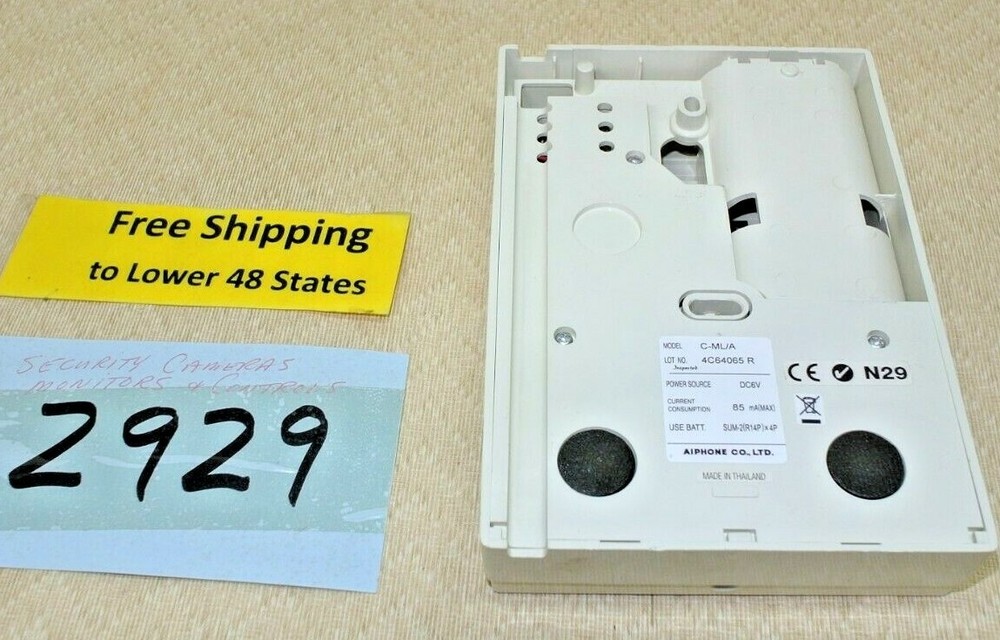 Free Shipping
to Lower 48 States
SECURITY CAMERAS
MONITORS & CONTROLS
2929
MODEL C-ML/A
LOT NO. 4C64065 R
Inspected
POWER SOURCE DC6V
CURRENT
CONSUMPTION 85 mA(MAX)
USE BATT. SUM-2(R14P)×4P
AIPHONE CO., LTD.
CE N29
MADE IN THAILAND